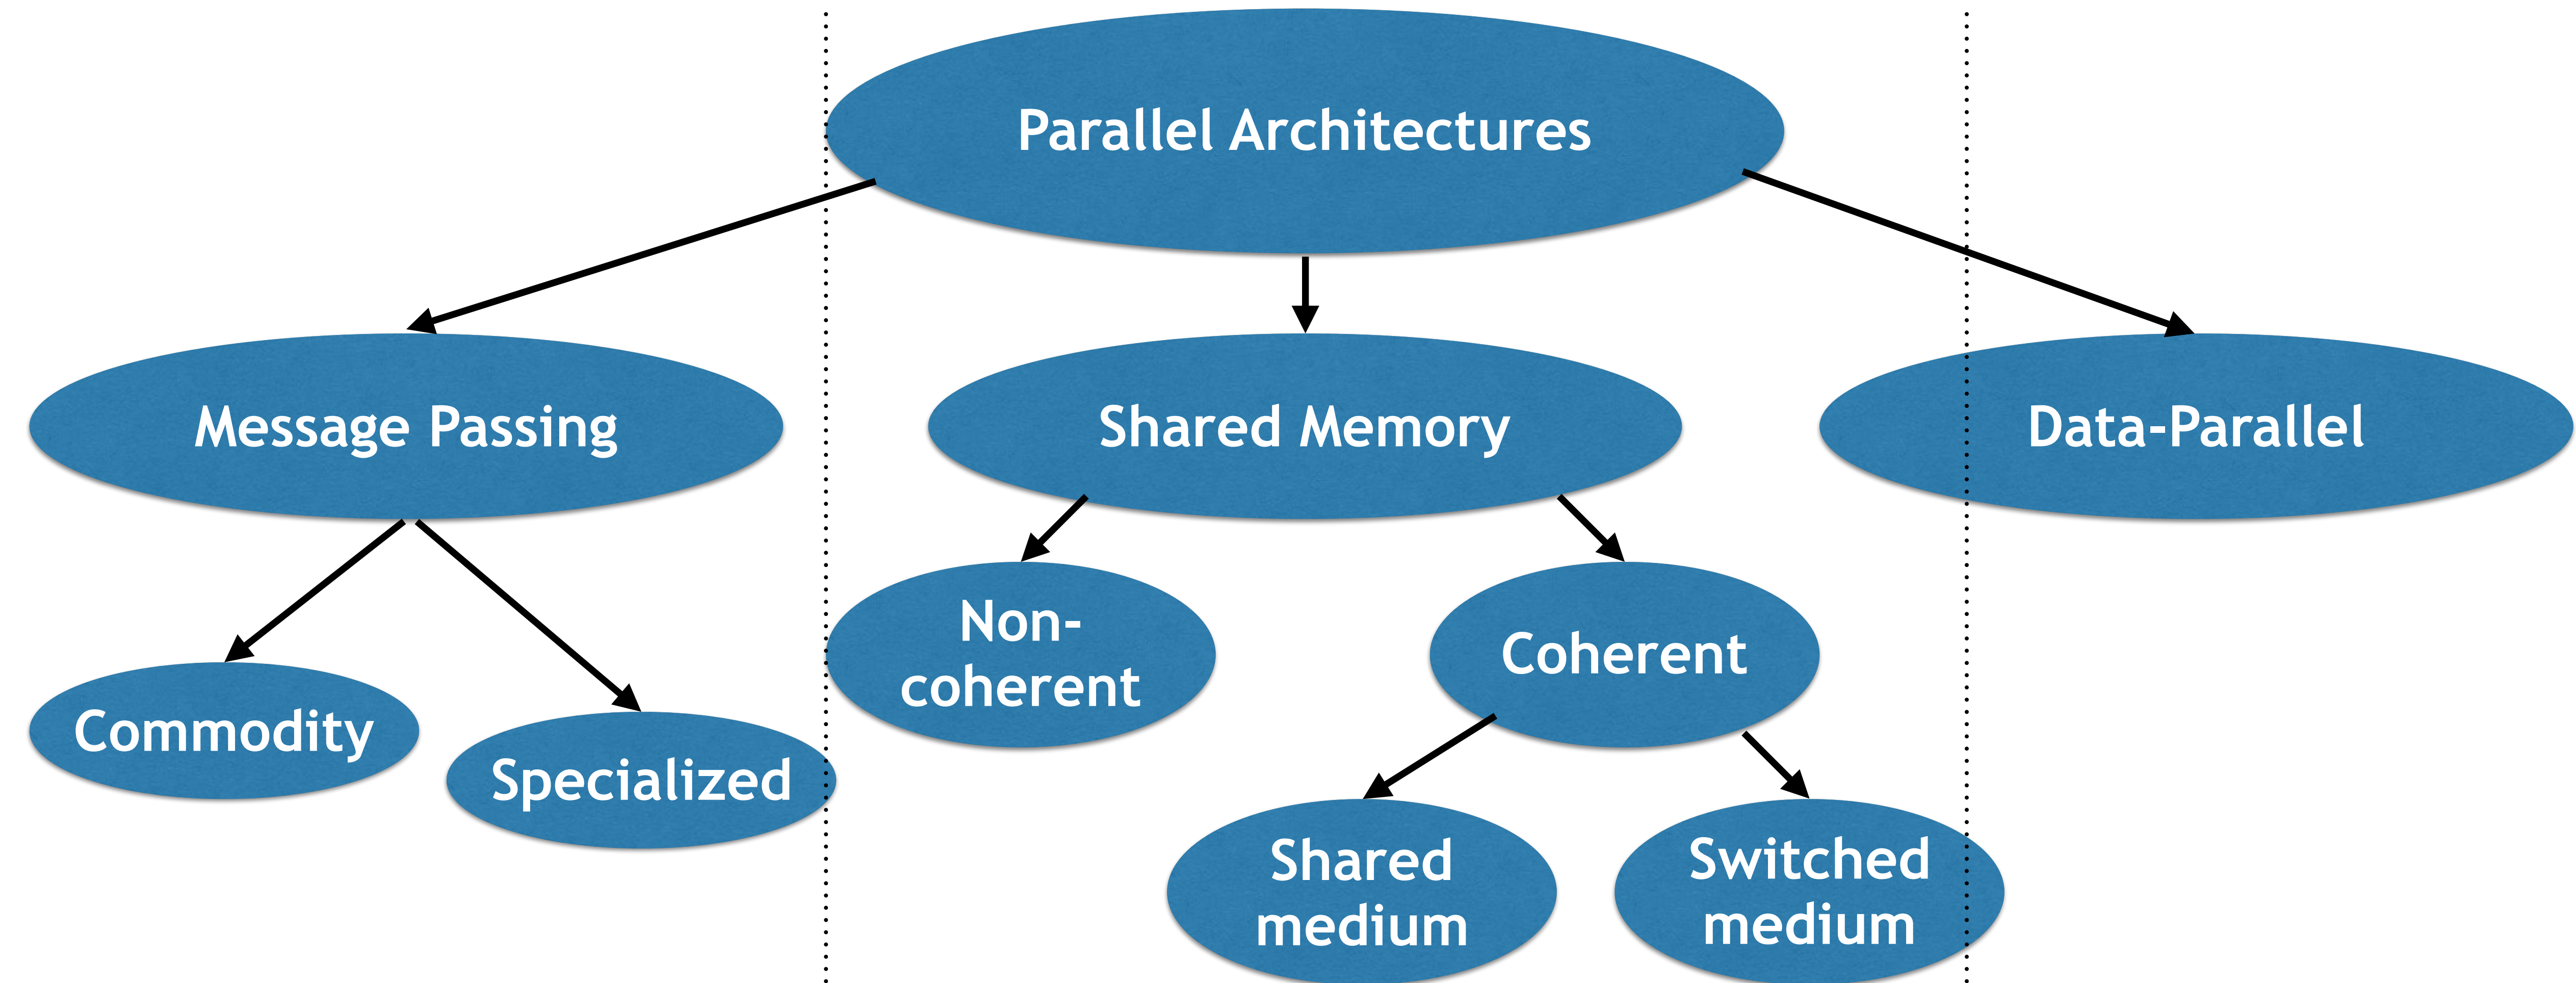 Parallel Architectures
Message Passing
Shared Memory
Data-Parallel
Non-
coherent
Coherent
Commodity
Specialized
Shared
medium
Switched
medium